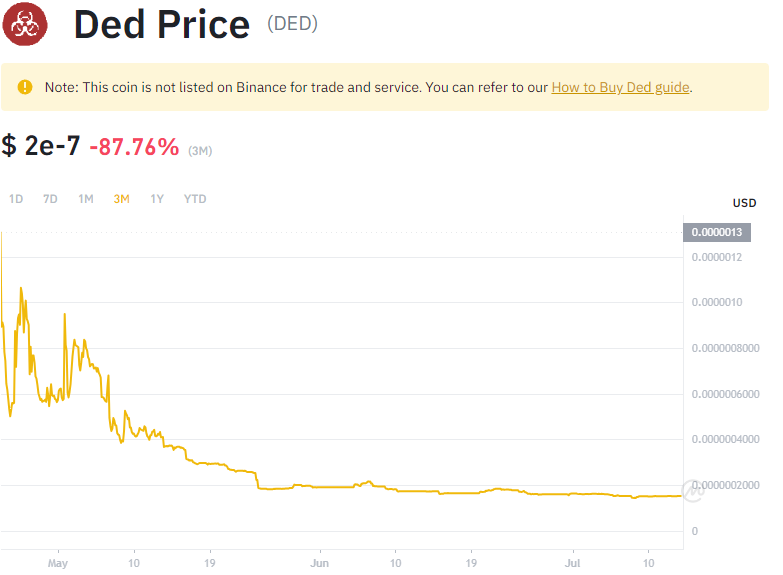 Ded Price (DED)
Note: This coin is not listed on Binance for trade and service. You can refer to our How to Buy Ded guide.
$ 2e-7 -87.76% (3M)
1D 7D 1M 3M 1Y YTD
USD
0.0000013
0.0000012
0.0000010
0.0000008000
0.0000006000
0.0000004000
0.0000002000
0
May 10 19 Jun 10 19 Jul 10